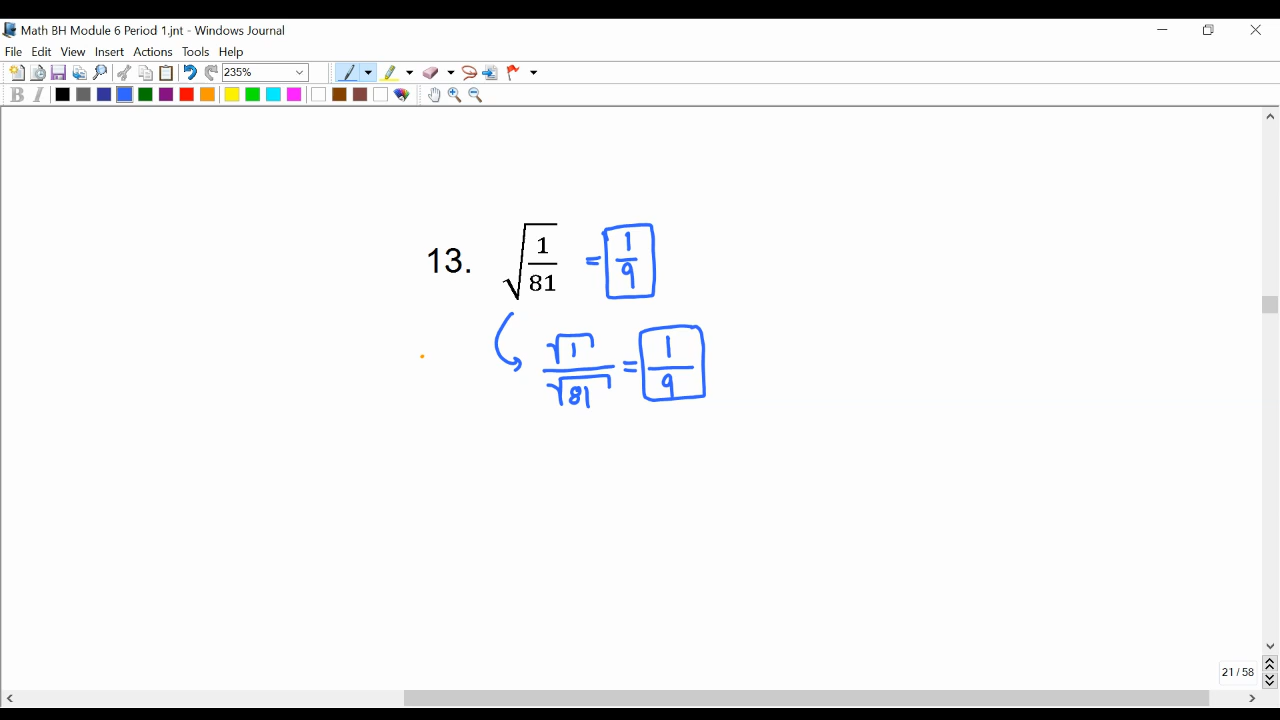 Math BH Module 6 Period 1.jnt - Windows Journal
File Edit View Insert Actions Tools Help
235%
B I
13. √(1/81) = 1/9
√1/√81 = 1/9
21 / 58